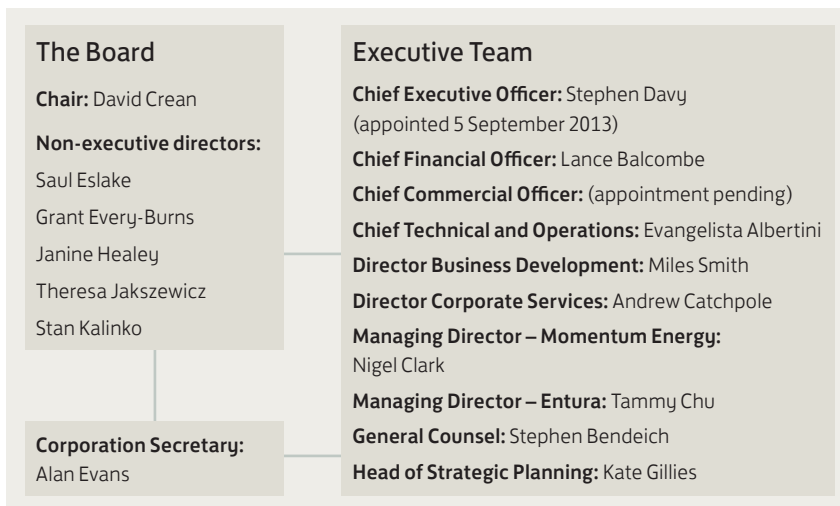 The Board
Chair: David Crean
Non-executive directors:
Saul Eslake
Grant Every-Burns
Janine Healey
Theresa Jakszewicz
Stan Kalinko
Corporation Secretary:
Alan Evans
Executive Team
Chief Executive Officer: Stephen Davy
(appointed 5 September 2013)
Chief Financial Officer: Lance Balcombe
Chief Commercial Officer: (appointment pending)
Chief Technical and Operations: Evangelista Albertini
Director Business Development: Miles Smith
Director Corporate Services: Andrew Catchpole
Managing Director – Momentum Energy:
Nigel Clark
Managing Director – Entura: Tammy Chu
General Counsel: Stephen Bendeich
Head of Strategic Planning: Kate Gillies